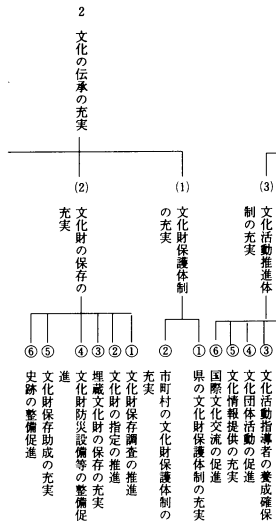 (3) 文化活動推進体
制の充実
③ 文化活動指導者の養成確保
④ 文化団体活動の促進
⑤ 文化情報提供の充実
⑥ 国際文化交流の促進
2 文化の伝承の充実
(1) 文化財保護体制
の充実
① 県の文化財保護体制の充実
② 市町村の文化財保護体制の
充実
(2) 文化財の保存の
充実
① 文化財保存調査の推進
② 文化財の指定の推進
③ 埋蔵文化財の保存の充実
④ 文化財防災設備等の整備促
進
⑤ 文化財保存助成の充実
⑥ 史跡の整備促進